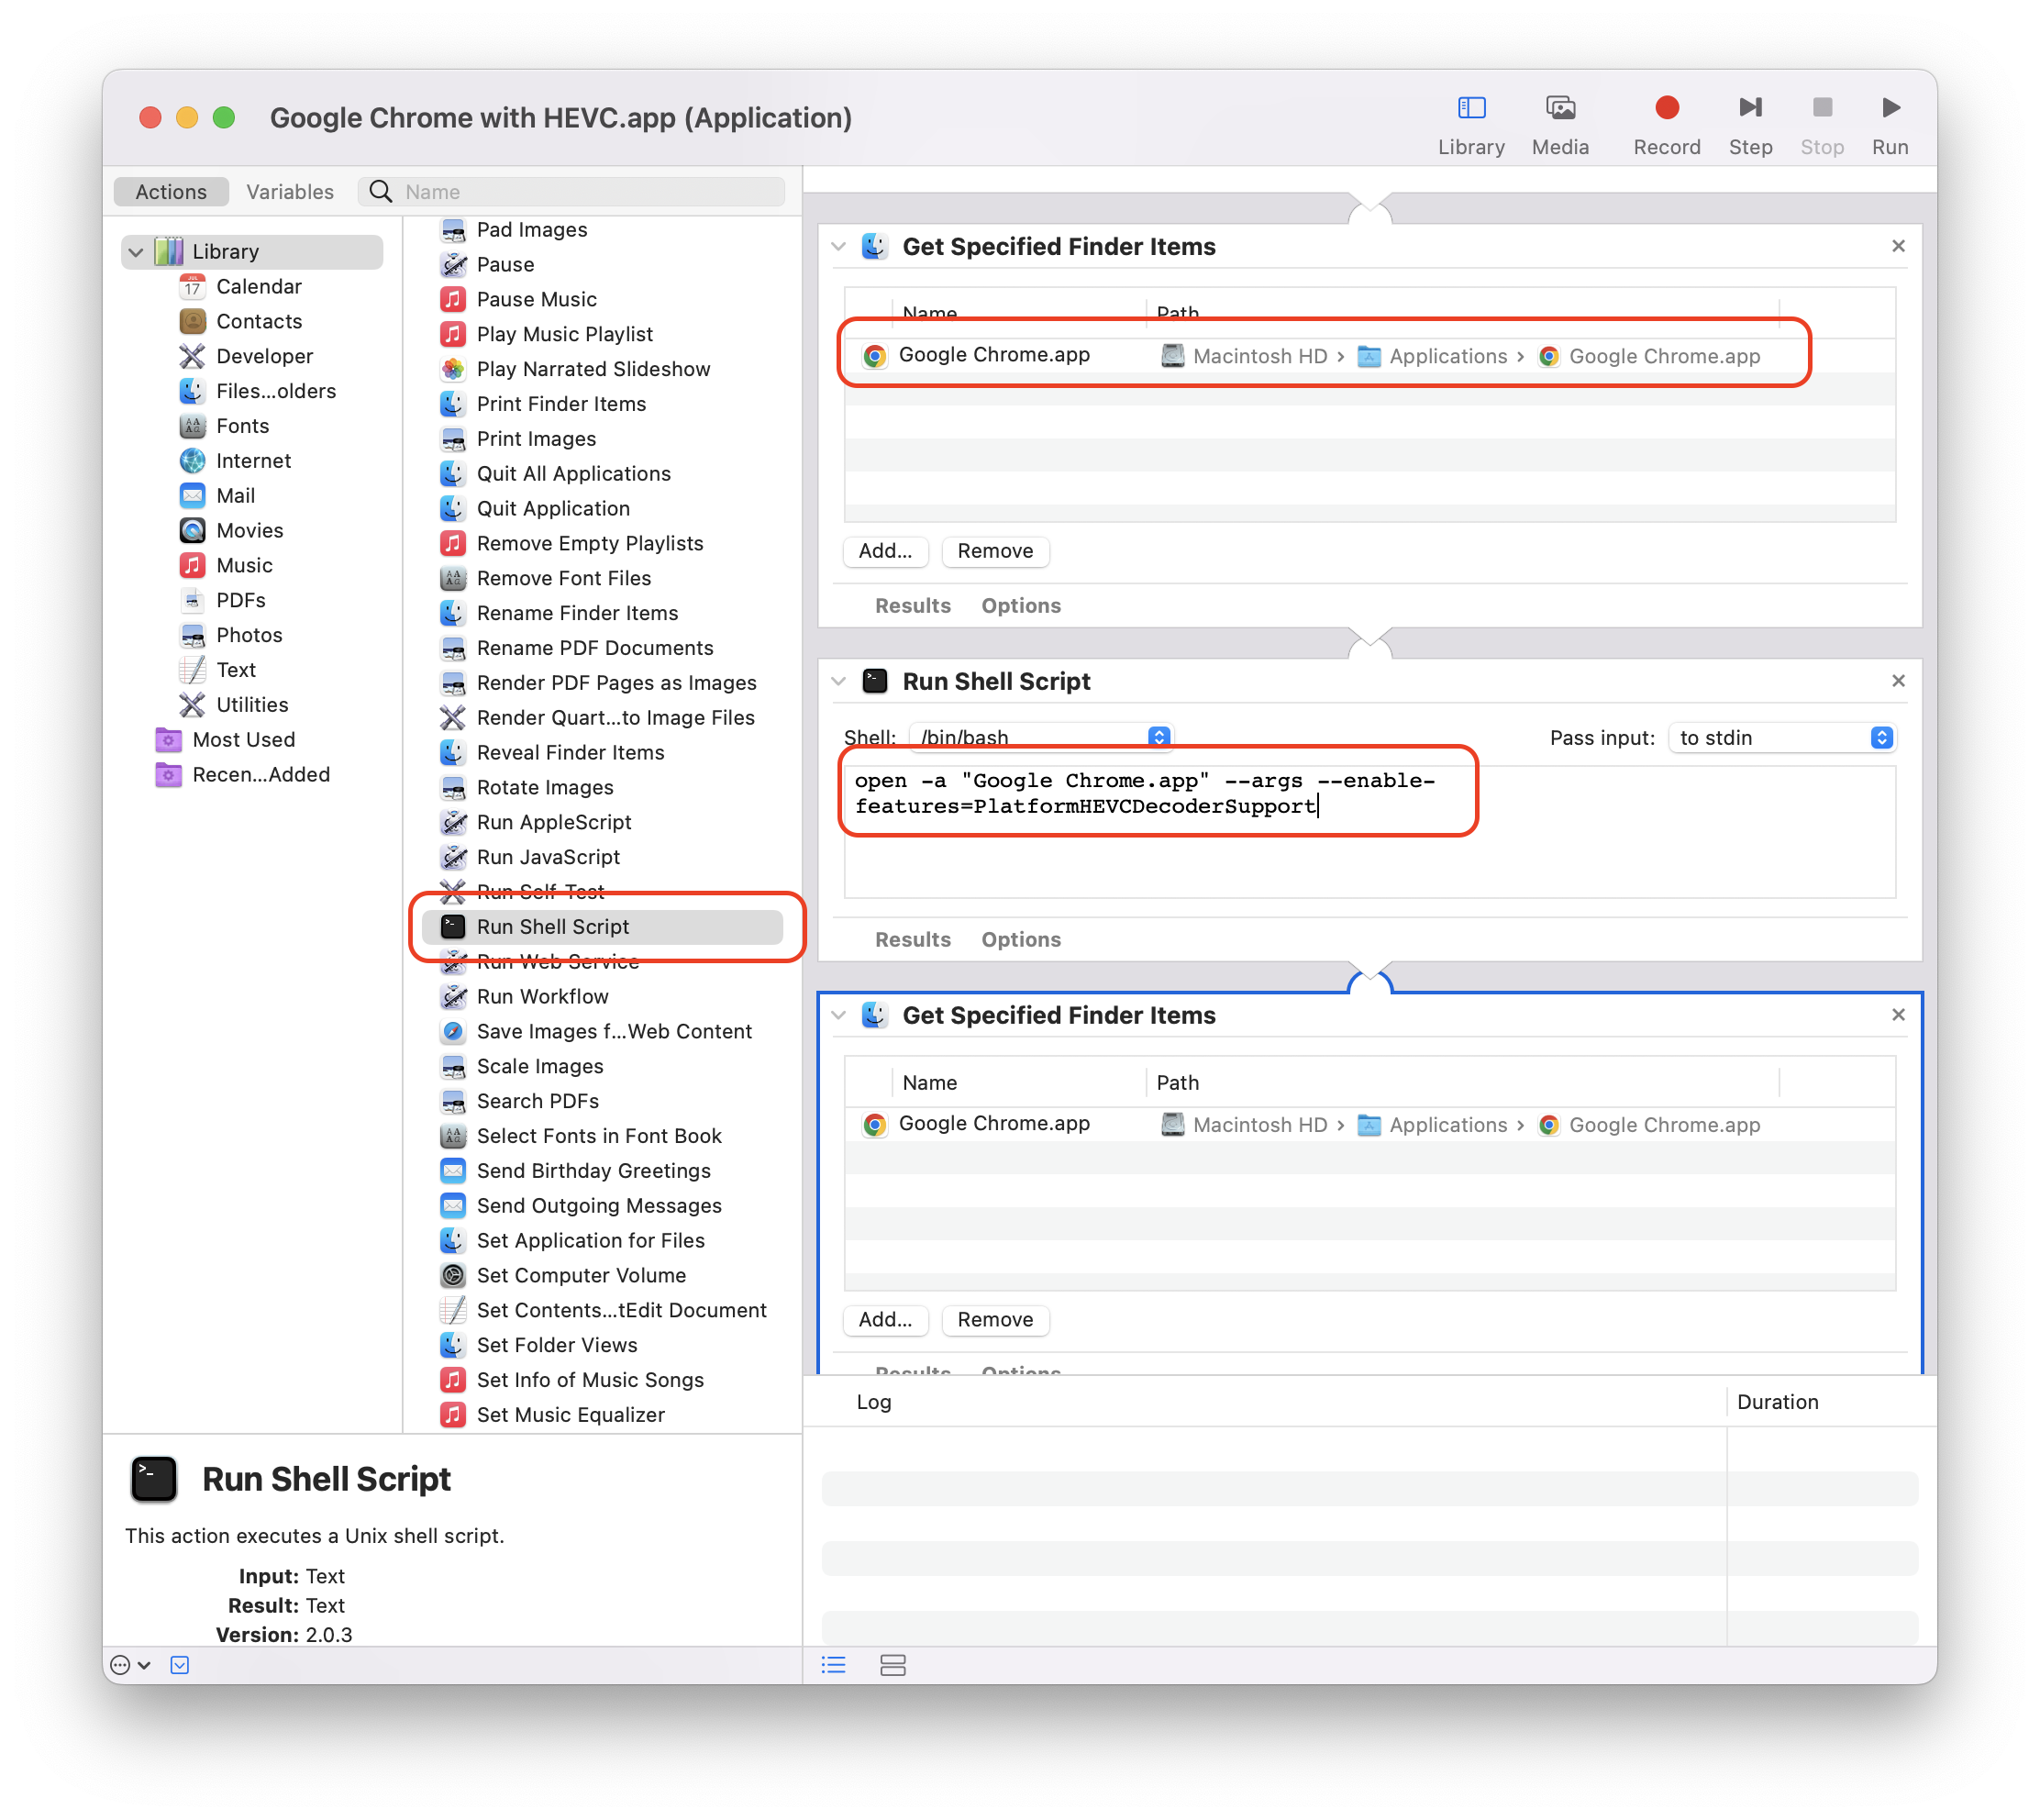 Google Chrome with HEVC.app (Application)
Library
Media
Record
Step
Stop
Run
Actions
Variables
Name
Library
JUL
17
Calendar
Contacts
Developer
Files...olders
Fonts
Internet
Mail
Movies
Music
PDFs
Photos
Text
Utilities
Most Used
Recen...Added
Pad Images
Pause
Pause Music
Play Music Playlist
Play Narrated Slideshow
Print Finder Items
Print Images
Quit All Applications
Quit Application
Remove Empty Playlists
Remove Font Files
Rename Finder Items
Rename PDF Documents
Render PDF Pages as Images
Render Quart...to Image Files
Reveal Finder Items
Rotate Images
Run AppleScript
Run JavaScript
Run Self-Test
Run Shell Script
Run Web Service
Run Workflow
Save Images f...Web Content
Scale Images
Search PDFs
Select Fonts in Font Book
Send Birthday Greetings
Send Outgoing Messages
Set Application for Files
Set Computer Volume
Set Contents...tEdit Document
Set Folder Views
Set Info of Music Songs
Set Music Equalizer
Run Shell Script
This action executes a Unix shell script.
Input: Text
Result: Text
Version: 2.0.3
Get Specified Finder Items
Name Path
Google Chrome.app Macintosh HD › Applications › Google Chrome.app
Add... Remove
Results Options
Run Shell Script
Shell: /bin/bash Pass input: to stdin
open -a "Google Chrome.app" --args --enable-
features=PlatformHEVCDecoderSupport
Results Options
Get Specified Finder Items
Name Path
Google Chrome.app Macintosh HD › Applications › Google Chrome.app
Add... Remove
Results Options
Log Duration